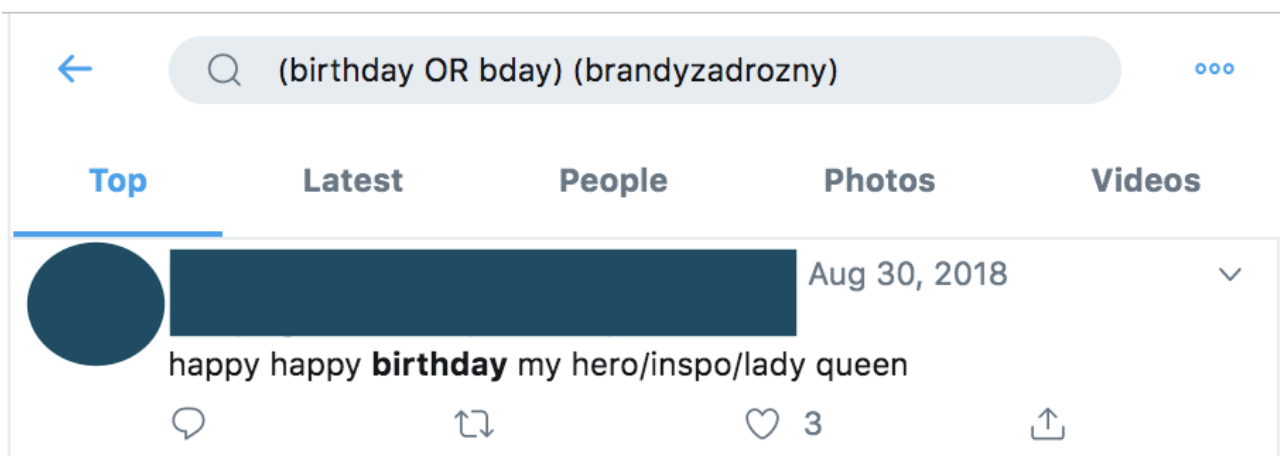 (birthday OR bday) (brandyzadrozny)
Top Latest People Photos Videos
Aug 30, 2018
happy happy birthday my hero/inspo/lady queen
3